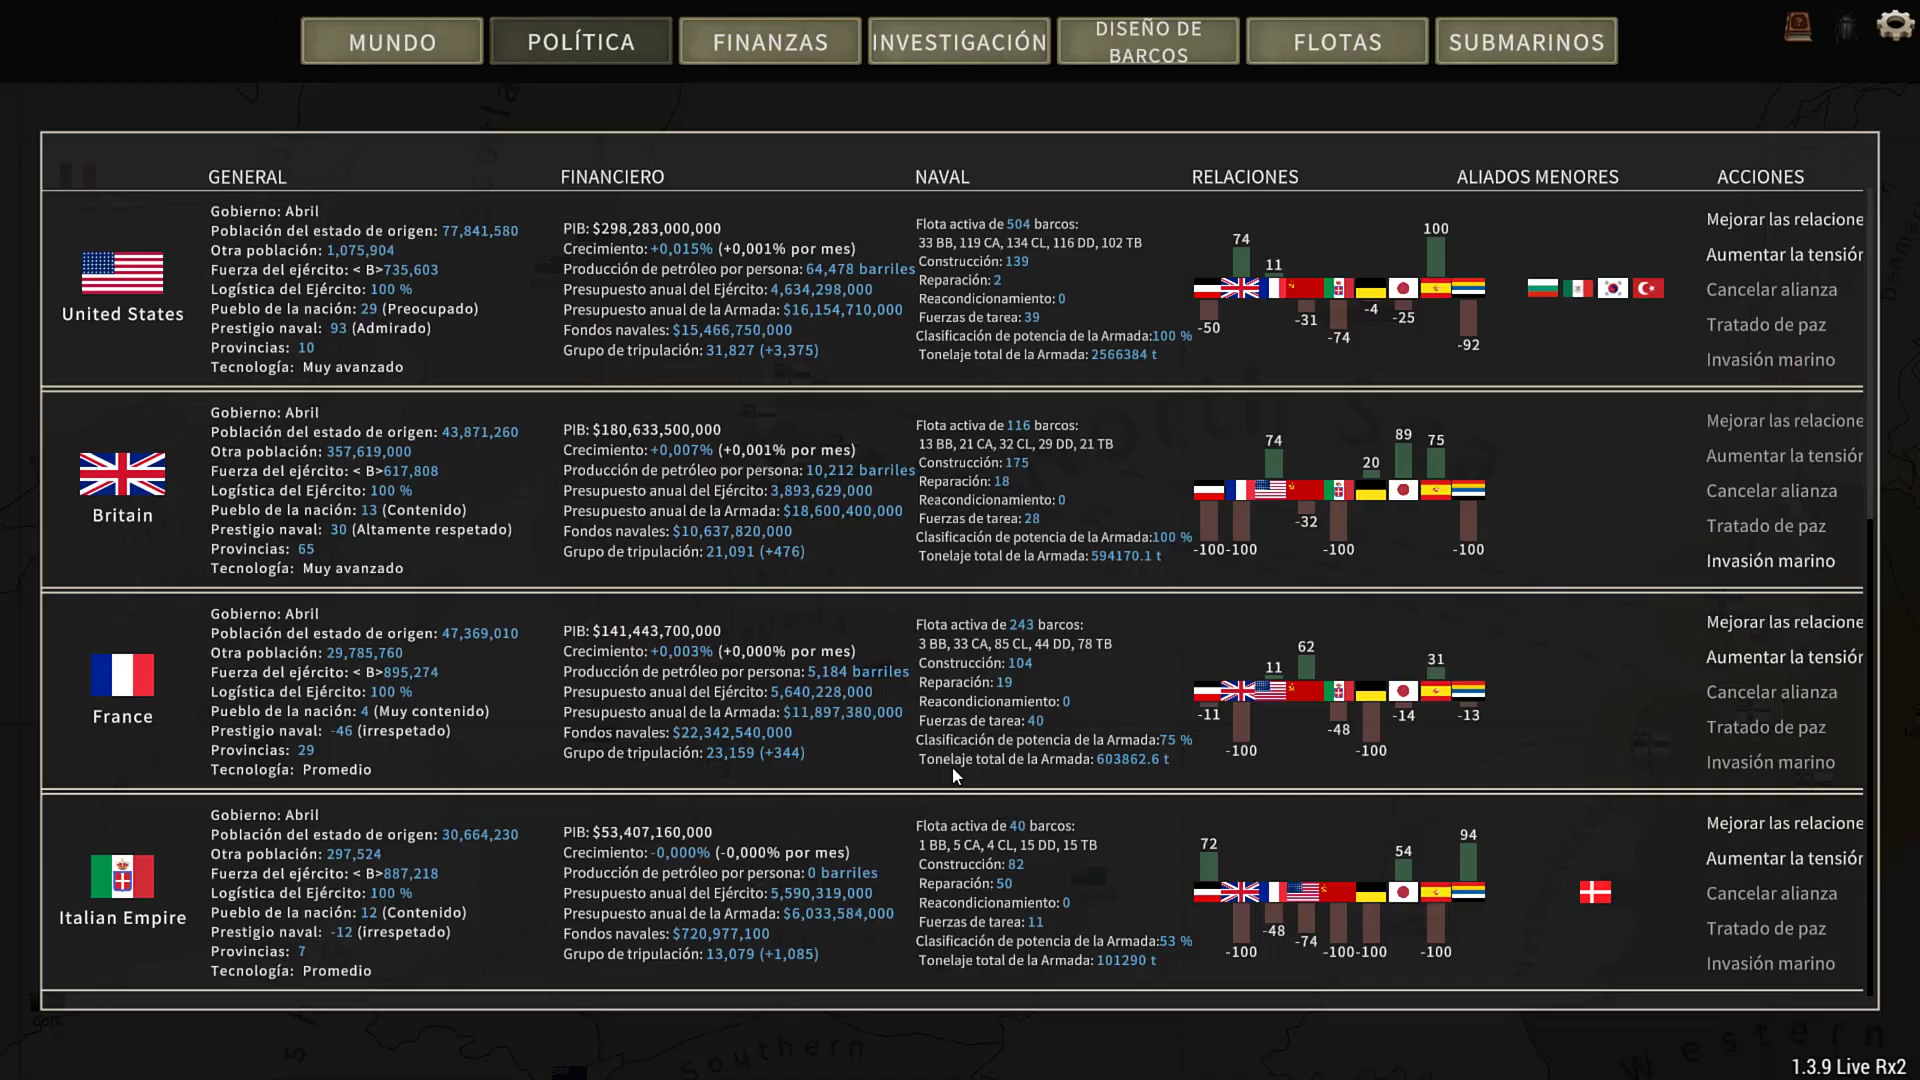 MUNDO
POLÍTICA
FINANZAS
INVESTIGACIÓN
DISEÑO DE
BARCOS
FLOTAS
SUBMARINOS
GENERAL
FINANCIERO
NAVAL
RELACIONES
ALIADOS MENORES
ACCIONES
United States
Gobierno: Abril
Población del estado de origen: 77,841,580
Otra población: 1,075,904
Fuerza del ejército: < B>735,603
Logística del Ejército: 100 %
Pueblo de la nación: 29 (Preocupado)
Prestigio naval: 93 (Admirado)
Provincias: 10
Tecnología: Muy avanzado
PIB: $298,283,000,000
Crecimiento: +0,015% (+0,001% por mes)
Producción de petróleo por persona: 64,478 barriles
Presupuesto anual del Ejército: 4,634,298,000
Presupuesto anual de la Armada: $16,154,710,000
Fondos navales: $15,466,750,000
Grupo de tripulación: 31,827 (+3,375)
Flota activa de 504 barcos:
33 BB, 119 CA, 134 CL, 116 DD, 102 TB
Construcción: 139
Reparación: 2
Reacondicionamiento: 0
Fuerzas de tarea: 39
Clasificación de potencia de la Armada:100 %
Tonelaje total de la Armada: 2566384 t
74 11 100
-50 -31 -74 -4 -25 -92
Mejorar las relacione
Aumentar la tensiór
Cancelar alianza
Tratado de paz
Invasión marino
Britain
Gobierno: Abril
Población del estado de origen: 43,871,260
Otra población: 357,619,000
Fuerza del ejército: < B>617,808
Logística del Ejército: 100 %
Pueblo de la nación: 13 (Contenido)
Prestigio naval: 30 (Altamente respetado)
Provincias: 65
Tecnología: Muy avanzado
PIB: $180,633,500,000
Crecimiento: +0,007% (+0,001% por mes)
Producción de petróleo por persona: 10,212 barriles
Presupuesto anual del Ejército: 3,893,629,000
Presupuesto anual de la Armada: $18,600,400,000
Fondos navales: $10,637,820,000
Grupo de tripulación: 21,091 (+476)
Flota activa de 116 barcos:
13 BB, 21 CA, 32 CL, 29 DD, 21 TB
Construcción: 175
Reparación: 18
Reacondicionamiento: 0
Fuerzas de tarea: 28
Clasificación de potencia de la Armada:100 %
Tonelaje total de la Armada: 594170.1 t
74 20 89 75
-100 -100 -32 -100 -100
Mejorar las relacione
Aumentar la tensiór
Cancelar alianza
Tratado de paz
Invasión marino
France
Gobierno: Abril
Población del estado de origen: 47,369,010
Otra población: 29,785,760
Fuerza del ejército: < B>895,274
Logística del Ejército: 100 %
Pueblo de la nación: 4 (Muy contenido)
Prestigio naval: -46 (irrespetado)
Provincias: 29
Tecnología: Promedio
PIB: $141,443,700,000
Crecimiento: +0,003% (+0,000% por mes)
Producción de petróleo por persona: 5,184 barriles
Presupuesto anual del Ejército: 5,640,228,000
Presupuesto anual de la Armada: $11,897,380,000
Fondos navales: $22,342,540,000
Grupo de tripulación: 23,159 (+344)
Flota activa de 243 barcos:
3 BB, 33 CA, 85 CL, 44 DD, 78 TB
Construcción: 104
Reparación: 19
Reacondicionamiento: 0
Fuerzas de tarea: 40
Clasificación de potencia de la Armada:75 %
Tonelaje total de la Armada: 603862.6 t
11 62 31
-11 -100 -48 -100 -14 -13
Mejorar las relacione
Aumentar la tensiór
Cancelar alianza
Tratado de paz
Invasión marino
Italian Empire
Gobierno: Abril
Población del estado de origen: 30,664,230
Otra población: 297,524
Fuerza del ejército: < B>887,218
Logística del Ejército: 100 %
Pueblo de la nación: 12 (Contenido)
Prestigio naval: -12 (irrespetado)
Provincias: 7
Tecnología: Promedio
PIB: $53,407,160,000
Crecimiento: -0,000% (-0,000% por mes)
Producción de petróleo por persona: 0 barriles
Presupuesto anual del Ejército: 5,590,319,000
Presupuesto anual de la Armada: $6,033,584,000
Fondos navales: $720,977,100
Grupo de tripulación: 13,079 (+1,085)
Flota activa de 40 barcos:
1 BB, 5 CA, 4 CL, 15 DD, 15 TB
Construcción: 82
Reparación: 50
Reacondicionamiento: 0
Fuerzas de tarea: 11
Clasificación de potencia de la Armada:53 %
Tonelaje total de la Armada: 101290 t
72 54 94
-100 -48 -74 -100 -100 -100
Mejorar las relacione
Aumentar la tensiór
Cancelar alianza
Tratado de paz
Invasión marino
Southern
Western
1.3.9 Live Rx2